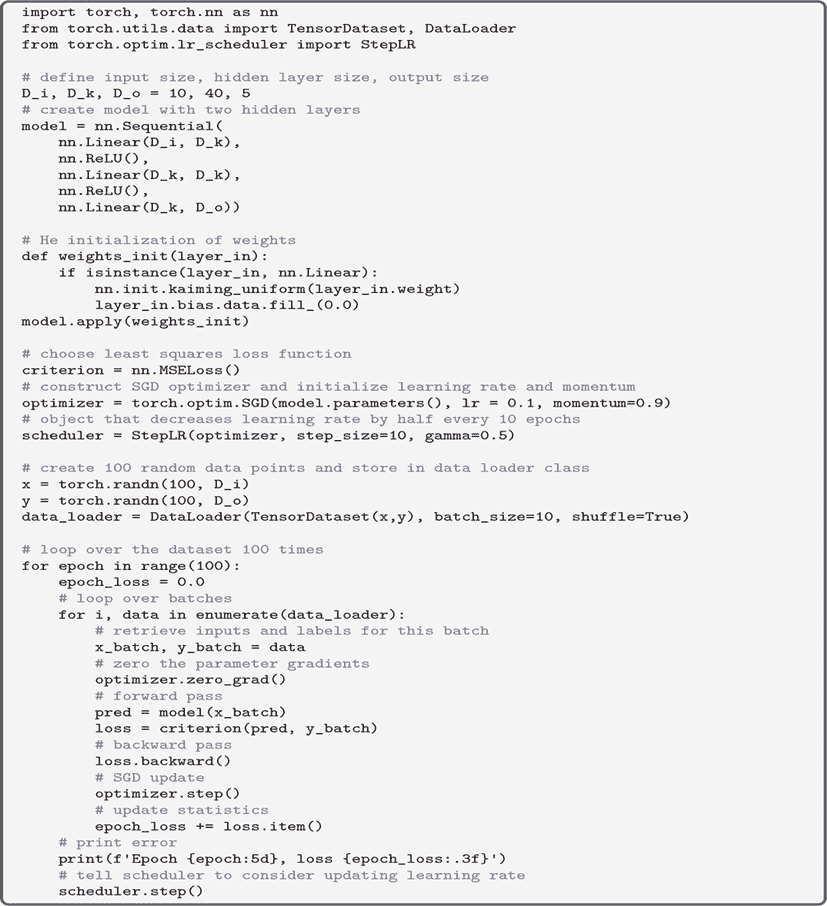 import torch, torch.nn as nn
from torch.utils.data import TensorDataset, DataLoader
from torch.optim.lr_scheduler import StepLR

# define input size, hidden layer size, output size
D_i, D_k, D_o = 10, 40, 5
# create model with two hidden layers
model = nn.Sequential(
    nn.Linear(D_i, D_k),
    nn.ReLU(),
    nn.Linear(D_k, D_k),
    nn.ReLU(),
    nn.Linear(D_k, D_o))

# He initialization of weights
def weights_init(layer_in):
    if isinstance(layer_in, nn.Linear):
        nn.init.kaiming_uniform(layer_in.weight)
        layer_in.bias.data.fill_(0.0)
model.apply(weights_init)

# choose least squares loss function
criterion = nn.MSELoss()
# construct SGD optimizer and initialize learning rate and momentum
optimizer = torch.optim.SGD(model.parameters(), lr = 0.1, momentum=0.9)
# object that decreases learning rate by half every 10 epochs
scheduler = StepLR(optimizer, step_size=10, gamma=0.5)

# create 100 random data points and store in data loader class
x = torch.randn(100, D_i)
y = torch.randn(100, D_o)
data_loader = DataLoader(TensorDataset(x,y), batch_size=10, shuffle=True)

# loop over the dataset 100 times
for epoch in range(100):
    epoch_loss = 0.0
    # loop over batches
    for i, data in enumerate(data_loader):
        # retrieve inputs and labels for this batch
        x_batch, y_batch = data
        # zero the parameter gradients
        optimizer.zero_grad()
        # forward pass
        pred = model(x_batch)
        loss = criterion(pred, y_batch)
        # backward pass
        loss.backward()
        # SGD update
        optimizer.step()
        # update statistics
        epoch_loss += loss.item()
    # print error
    print(f'Epoch {epoch:5d}, loss {epoch_loss:.3f}')
    # tell scheduler to consider updating learning rate
    scheduler.step()